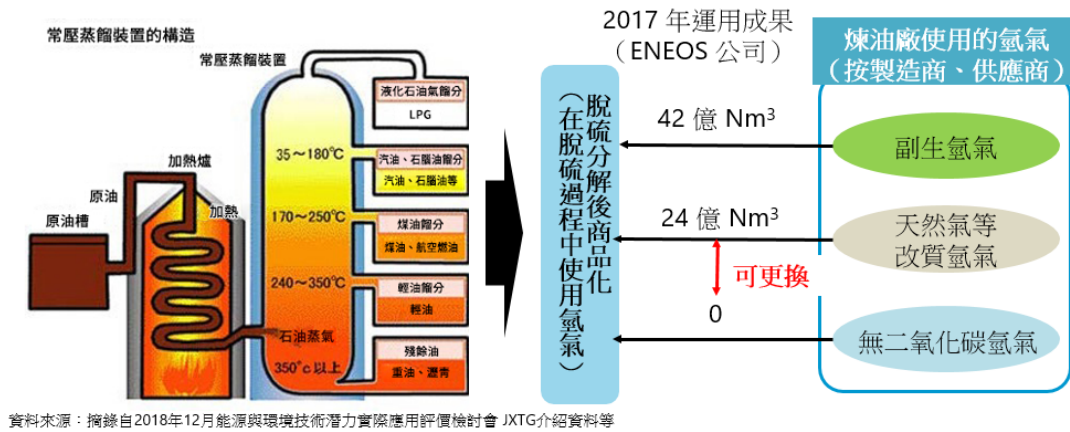 常壓蒸餾裝置的構造
常壓蒸餾裝置
液化石油氣餾分
LPG
35～180℃
汽油、石腦油餾分
汽油、石腦油等
加熱爐
原油
加熱
原油槽
170～250℃
煤油餾分
煤油、航空燃油
240～350℃
輕油餾分
輕油
石油蒸氣
350°c以上
殘餘油
重油、瀝青
2017 年運用成果
（ENEOS 公司）
脫硫分解後商品化
（在脫硫過程中使用氫氣）
42 億 Nm³
24 億 Nm³
可更換
0
煉油廠使用的氫氣
（按製造商、供應商）
副生氫氣
天然氣等
改質氫氣
無二氧化碳氫氣
資料來源：摘錄自2018年12月能源與環境技術潛力實際應用評價檢討會 JXTG介紹資料等